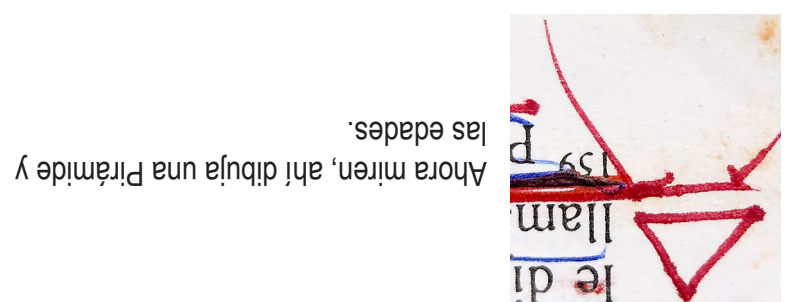 Ahora miren, ahí dibuja una Pirámide y
las edades.
le di
llam
159
p